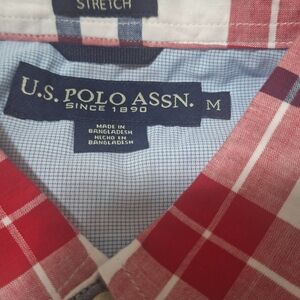 STRETCH
U.S. POLO ASSN. M
SINCE 1890
MADE IN
BANGLADESH
HECHO EN
BANGLADESH